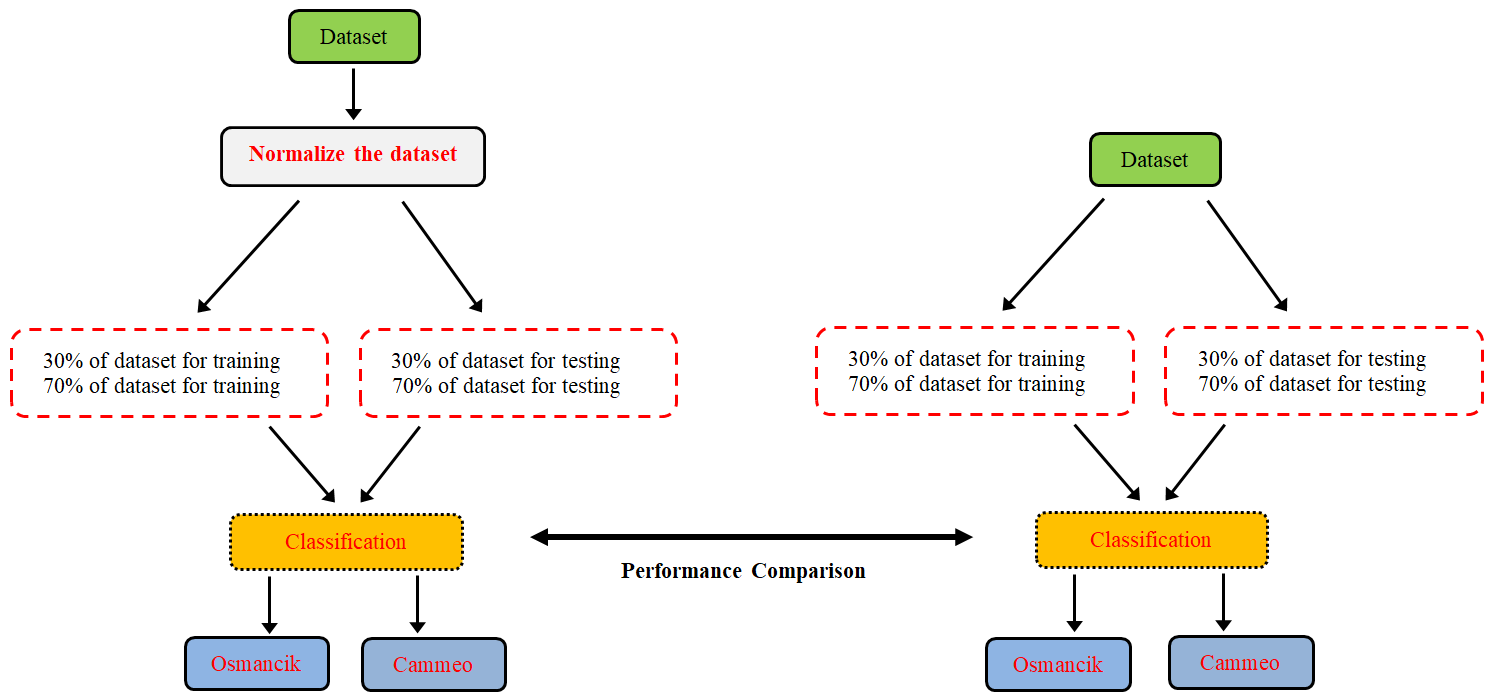 Dataset
Normalize the dataset
30% of dataset for training
70% of dataset for training
30% of dataset for testing
70% of dataset for testing
Classification
Osmancik
Cammeo
Performance Comparison
Dataset
30% of dataset for training
70% of dataset for training
30% of dataset for testing
70% of dataset for testing
Classification
Osmancik
Cammeo